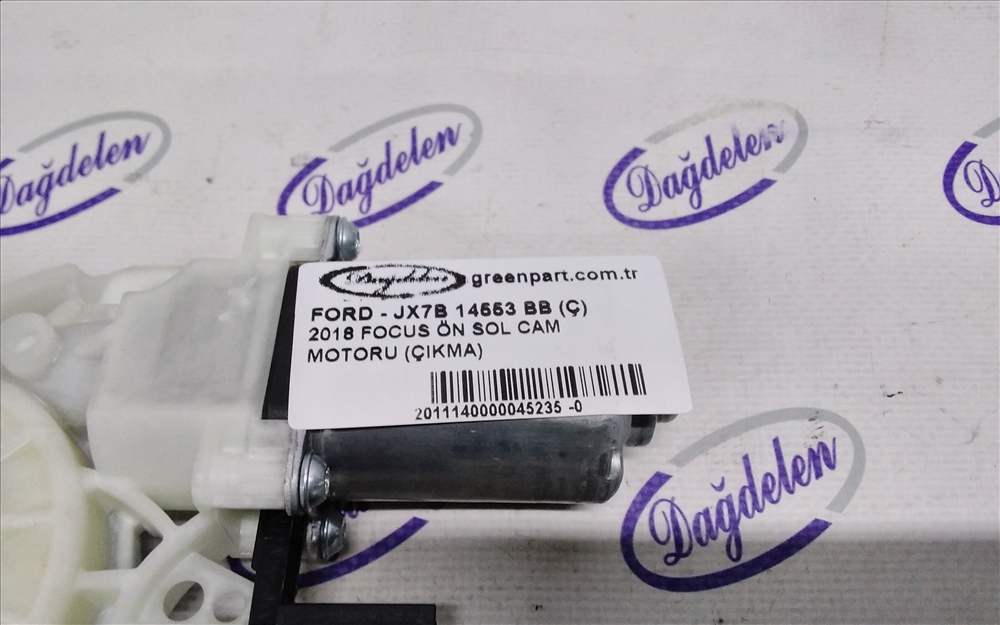 Dağdelen
Dağdelen
Dağdelen
Dağdelen greenpart.com.tr
FORD - JX7B 14553 BB (Ç)
2018 FOCUS ÖN SOL CAM
MOTORU (ÇIKMA)
2011140000045235 -0
Dağdelen